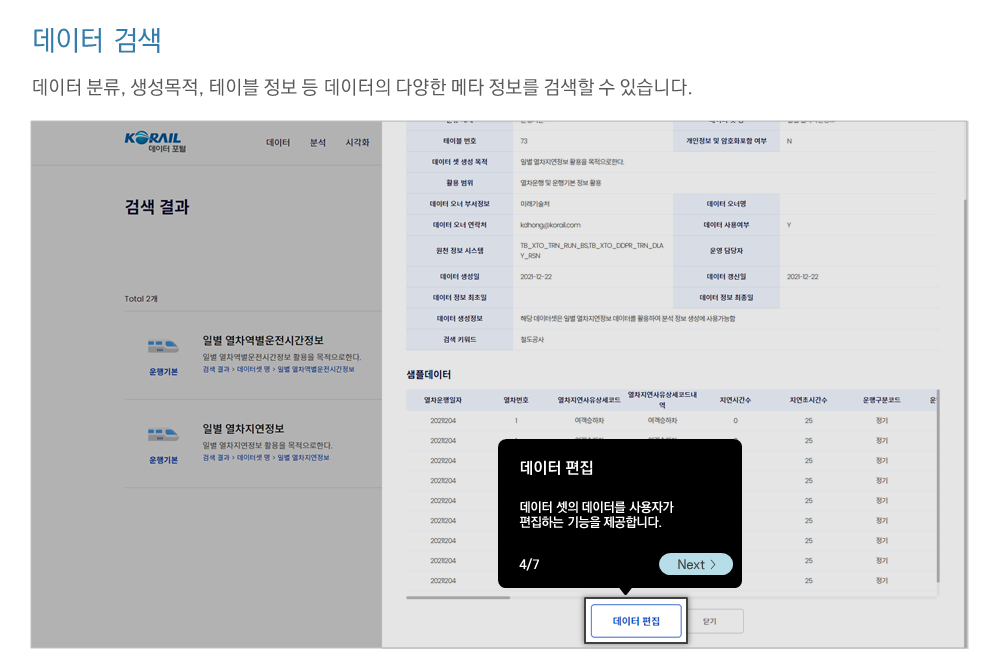 데이터 검색
데이터 분류, 생성목적, 테이블 정보 등 데이터의 다양한 메타 정보를 검색할 수 있습니다.
KORAIL
데이터 포털
데이터 분석 시각화
검색 결과
Total 2개
일별 열차역별운전시간정보
일별 열차역별운전시간정보 활용을 목적으로한다.
운행기본 검색 결과 > 데이터셋 명 > 일별 열차역별운전시간정보
일별 열차지연정보
일별 열차지연정보 활용을 목적으로한다.
운행기본 검색 결과 > 데이터셋 명 > 일별 열차지연정보
테이블 번호 73 개인정보 및 암호화포함 여부 N
데이터 셋 생성 목적 일별 열차지연정보 활용을 목적으로한다.
활용 범위 열차운행 및 운행기본 정보 활용
데이터 오너 부서정보 미래기술처 데이터 오너명
데이터 오너 연락처 kdhong@korail.com 데이터 사용여부 Y
원천 정보 시스템 TB_XTO_TRN_RUN_BS,TB_XTO_DDPR_TRN_DLA
Y_RSN 운영 담당자
데이터 생성일 2021-12-22 데이터 갱신일 2021-12-22
데이터 정보 최초일 데이터 정보 최종일
데이터 생성정보 해당 데이터셋은 일별 열차지연정보 데이터를 활용하여 분석 정보 생성에 사용가능함
검색 키워드 철도공사
샘플데이터
열차운행일자 열차번호 열차지연사유상세코드 열차지연사유상세코드내
역 지연시간수 지연초시간수 운행구분코드 운
20211204 1 여객승하차 여객승하차 0 25 정기
20211204 25 정기
20211204 25 정기
20211204 25 정기
20211204 25 정기
20211204 25 정기
20211204 25 정기
20211204 25 정기
20211204 25 정기
데이터 편집
데이터 셋의 데이터를 사용자가
편집하는 기능을 제공합니다.
4/7 Next >
데이터 편집 닫기